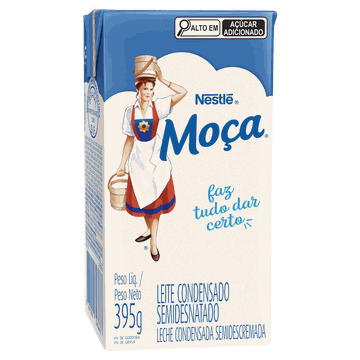 ALTO EM
AÇÚCAR
ADICIONADO
Nestlé®
Moça®
faz
tudo dar
certo
®
Peso Líq. /
Peso Neto
395g
LEITE CONDENSADO
SEMIDESNATADO
LECHE CONDENSADA SEMIDESCREMADA